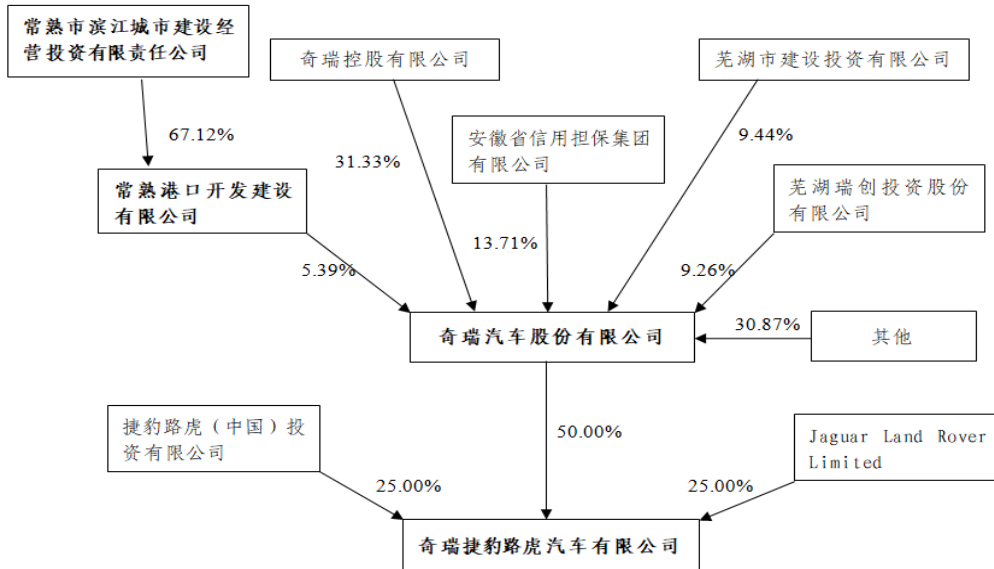 常熟市滨江城市建设经
营投资有限责任公司
奇瑞控股有限公司
芜湖市建设投资有限公司
67.12%
31.33%
安徽省信用担保集团
有限公司
9.44%
常熟港口开发建设
有限公司
芜湖瑞创投资股份
有限公司
5.39%
13.71%
9.26%
奇瑞汽车股份有限公司
30.87%
其他
捷豹路虎（中国）投
资有限公司
50.00%
Jaguar Land Rover
Limited
25.00%
25.00%
奇瑞捷豹路虎汽车有限公司